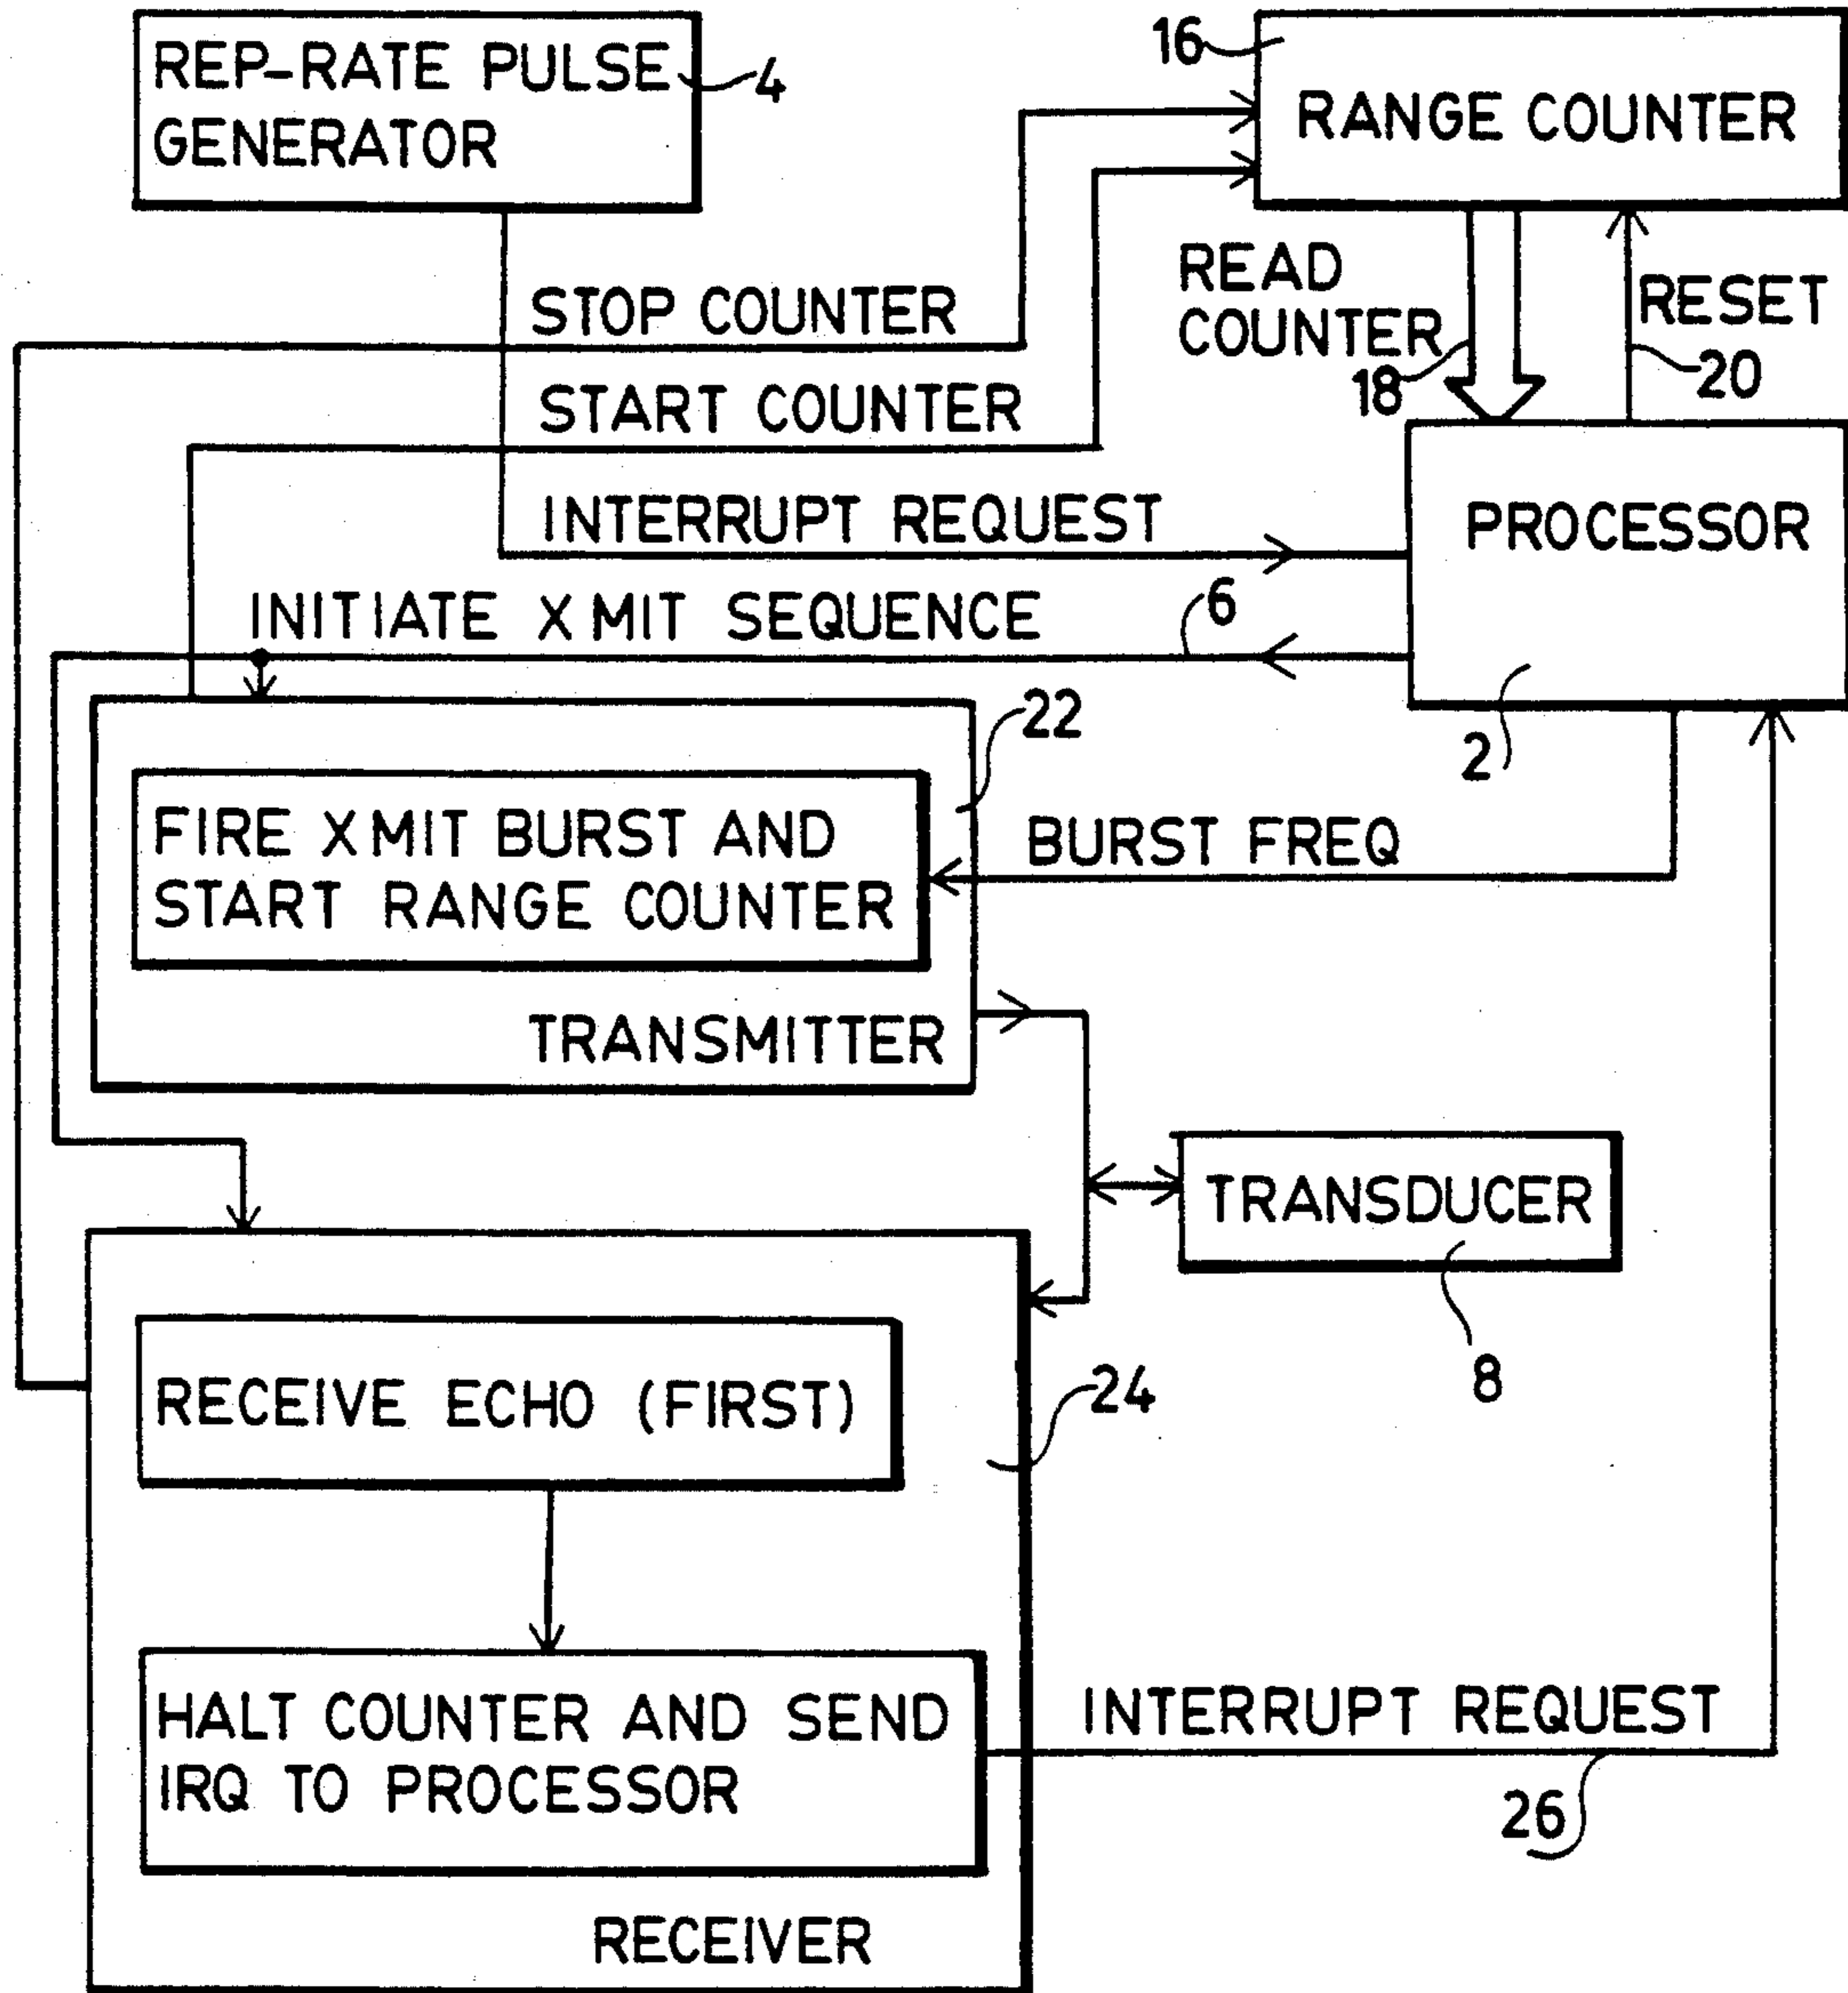 REP-RATE PULSE
GENERATOR
4
16
RANGE COUNTER
STOP COUNTER
READ
COUNTER
18
RESET
20
START COUNTER
INTERRUPT REQUEST
PROCESSOR
2
INITIATE XMIT SEQUENCE
6
22
FIRE XMIT BURST AND
START RANGE COUNTER
BURST FREQ
TRANSMITTER
TRANSDUCER
8
RECEIVE ECHO (FIRST)
24
HALT COUNTER AND SEND
IRQ TO PROCESSOR
INTERRUPT REQUEST
26
RECEIVER